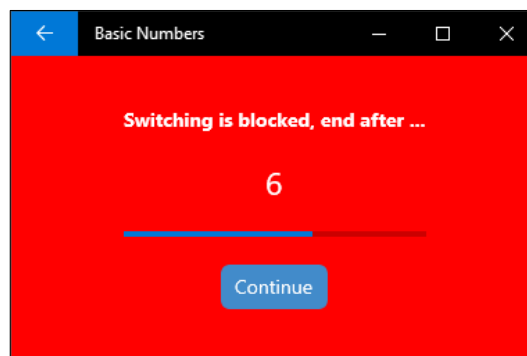 Basic Numbers
Switching is blocked, end after ...
6
Continue